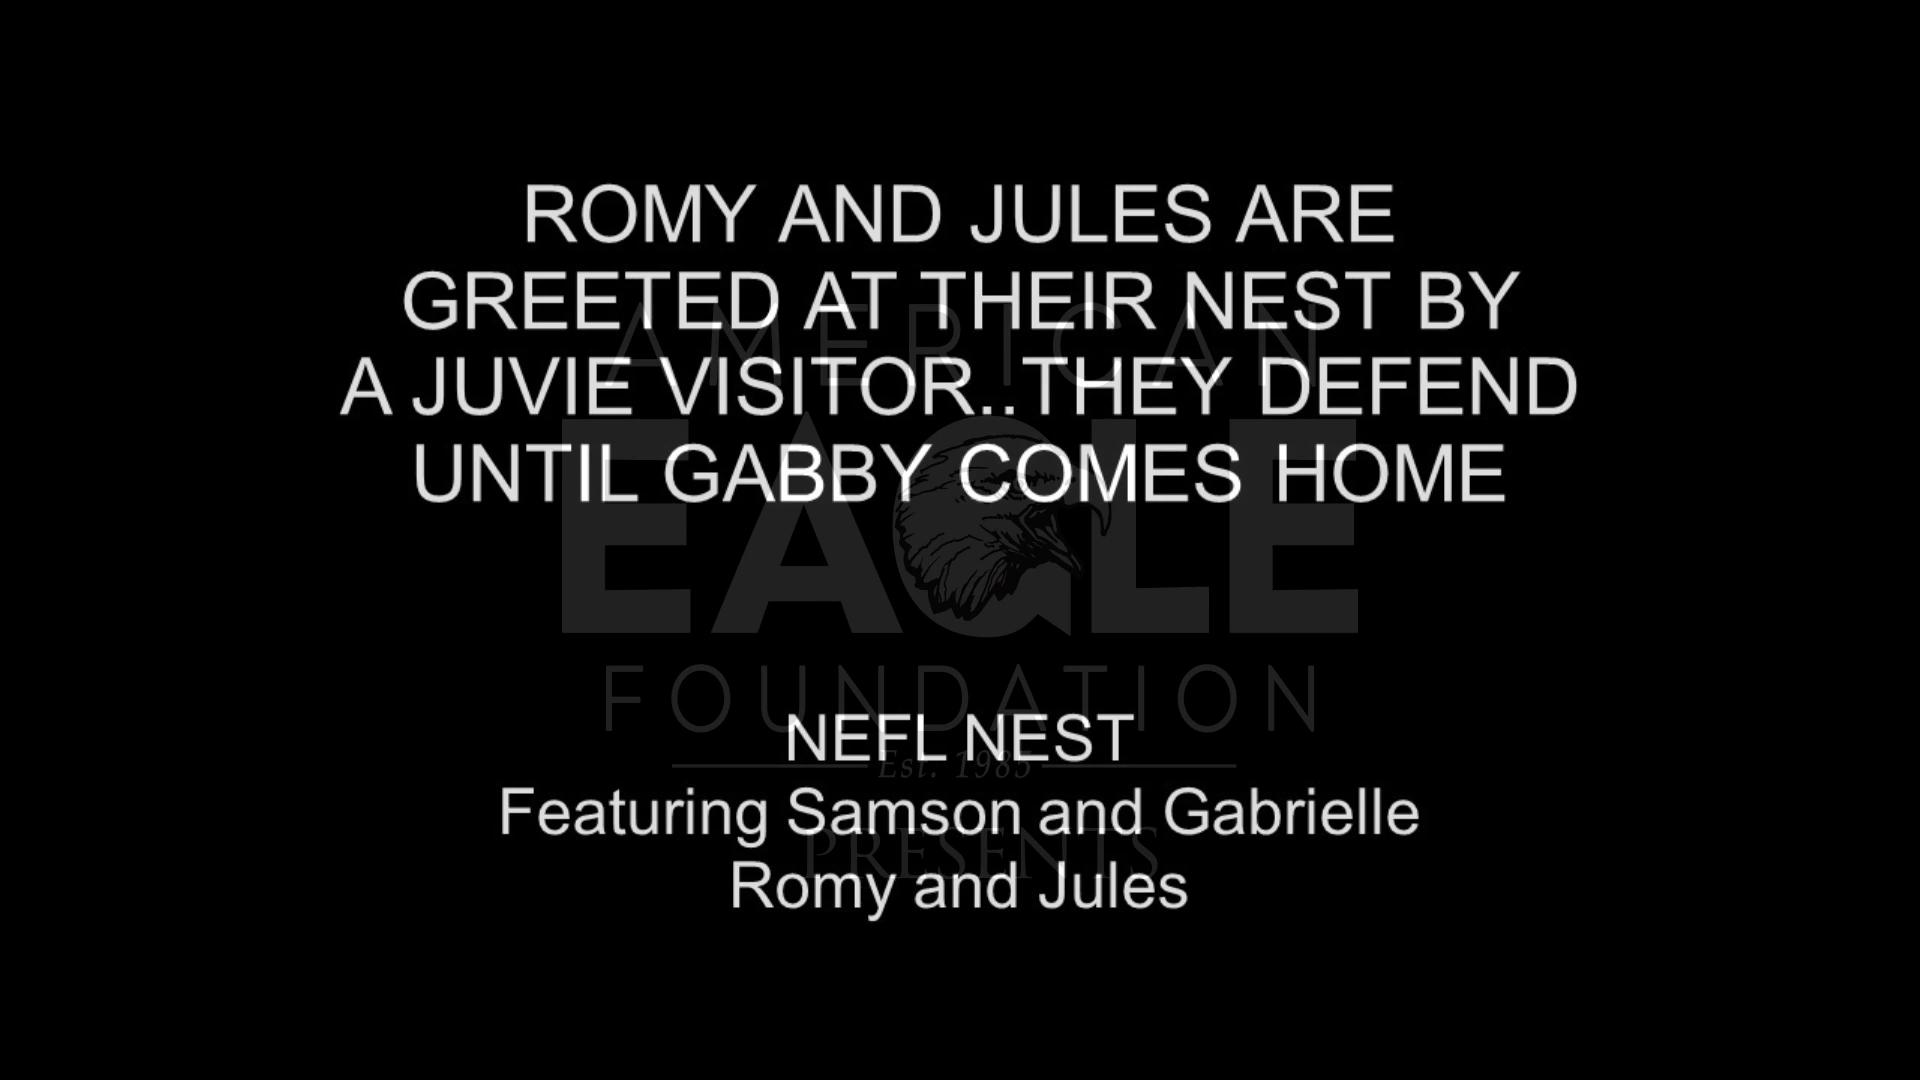 ROMY AND JULES ARE
GREETED AT THEIR NEST BY
A JUVIE VISITOR..THEY DEFEND
UNTIL GABBY COMES HOME
AMERICAN
EAGLE
FOUNDATION
Est. 1985
PRESENTS
NEFL NEST
Featuring Samson and Gabrielle
Romy and Jules